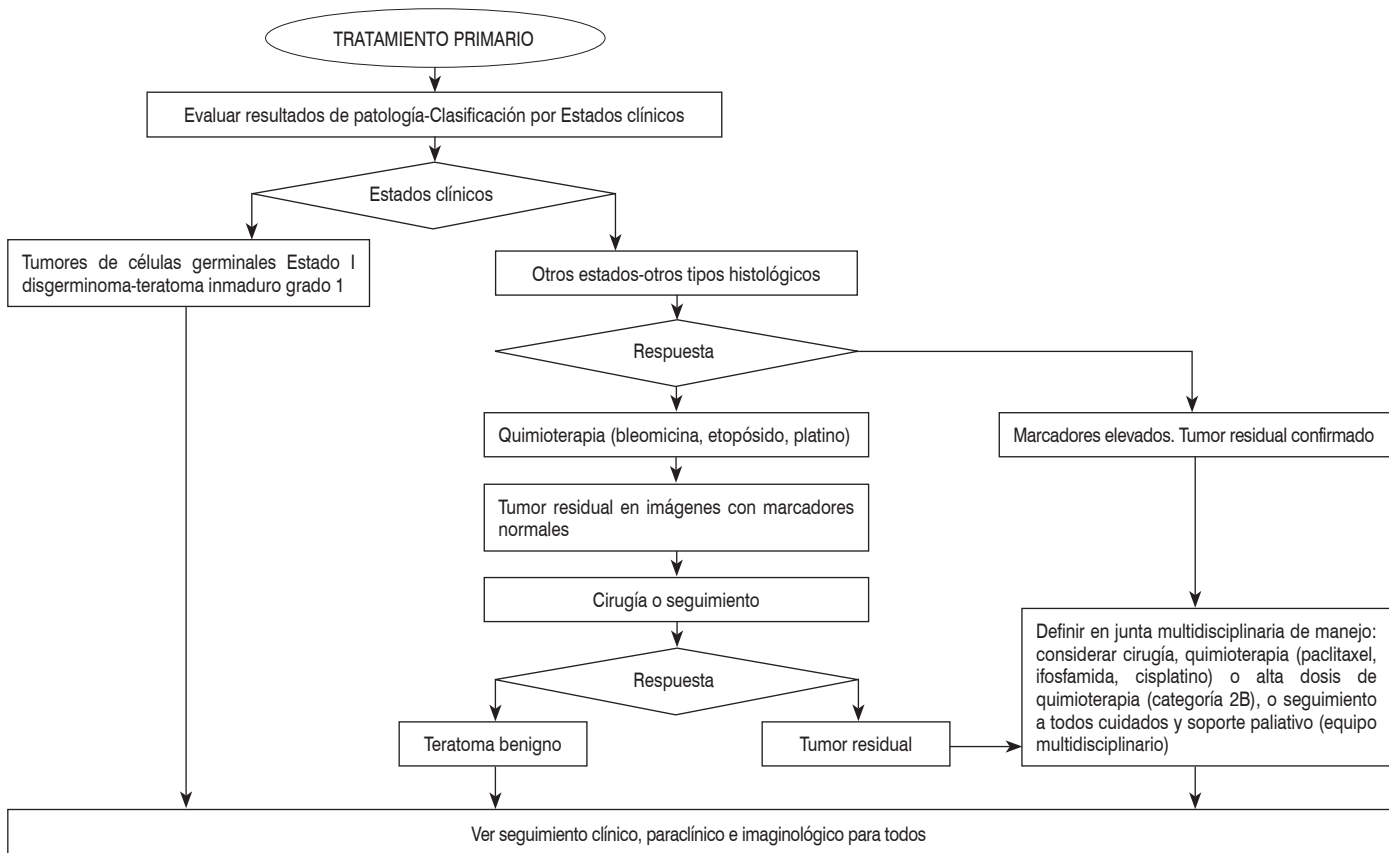 TRATAMIENTO PRIMARIO
Evaluar resultados de patología-Clasificación por Estados clínicos
Estados clínicos
Tumores de células germinales Estado I
disgerminoma-teratoma inmaduro grado 1
Otros estados-otros tipos histológicos
Respuesta
Quimioterapia (bleomicina, etopósido, platino)
Marcadores elevados. Tumor residual confirmado
Tumor residual en imágenes con marcadores
normales
Cirugía o seguimiento
Definir en junta multidisciplinaria de manejo:
considerar cirugía, quimioterapia (paclitaxel,
ifosfamida, cisplatino) o alta dosis de
quimioterapia (categoría 2B), o seguimiento
a todos cuidados y soporte paliativo (equipo
multidisciplinario)
Respuesta
Teratoma benigno
Tumor residual
Ver seguimiento clínico, paraclínico e imaginológico para todos